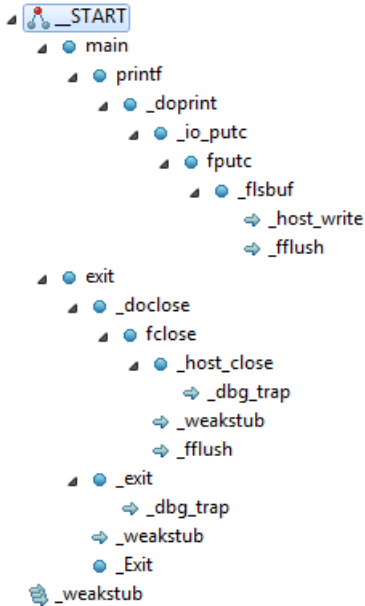 __START
main
printf
_doprint
_io_putc
fputc
_flsbuf
_host_write
_fflush
exit
_doclose
fclose
_host_close
_dbg_trap
_weakstub
_fflush
_exit
_dbg_trap
_weakstub
_Exit
_weakstub